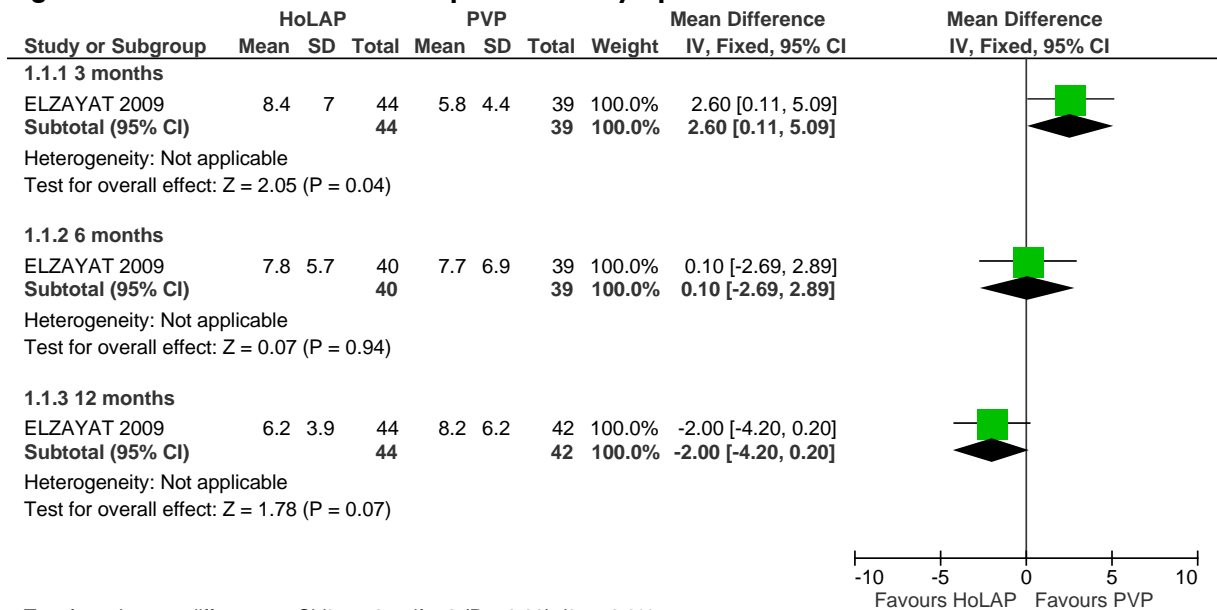 HoLAP PVP Mean Difference Mean Difference
Study or Subgroup Mean SD Total Mean SD Total Weight IV, Fixed, 95% CI IV, Fixed, 95% CI
1.1.1 3 months
ELZAYAT 2009 8.4 7 44 5.8 4.4 39 100.0% 2.60 [0.11, 5.09]
Subtotal (95% CI) 44 39 100.0% 2.60 [0.11, 5.09]
Heterogeneity: Not applicable
Test for overall effect: Z = 2.05 (P = 0.04)
1.1.2 6 months
ELZAYAT 2009 7.8 5.7 40 7.7 6.9 39 100.0% 0.10 [-2.69, 2.89]
Subtotal (95% CI) 40 39 100.0% 0.10 [-2.69, 2.89]
Heterogeneity: Not applicable
Test for overall effect: Z = 0.07 (P = 0.94)
1.1.3 12 months
ELZAYAT 2009 6.2 3.9 44 8.2 6.2 42 100.0% -2.00 [-4.20, 0.20]
Subtotal (95% CI) 44 42 100.0% -2.00 [-4.20, 0.20]
Heterogeneity: Not applicable
Test for overall effect: Z = 1.78 (P = 0.07)
-10 -5 0 5 10
Favours HoLAP Favours PVP